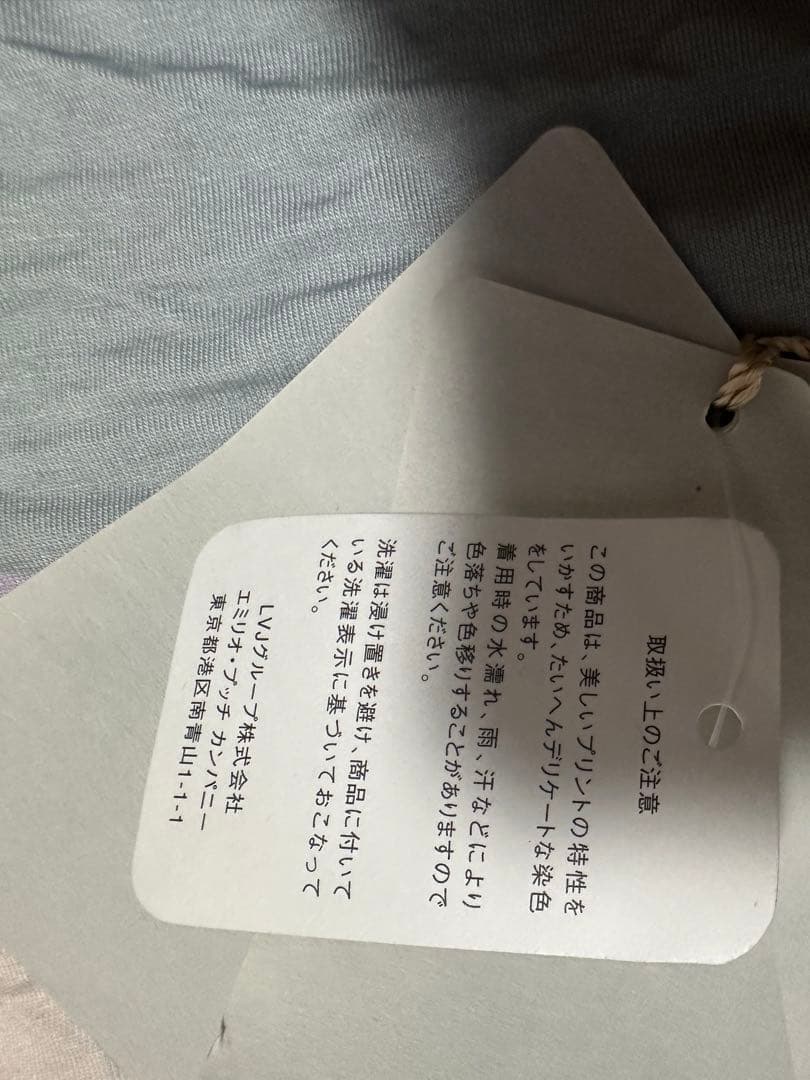 取扱い上のご注意
この商品は、美しいプリントの特性を
いかすため、たいへんデリケートな染色
をしています。
着用時の水濡れ、雨、汗などにより
色落ちや色移りすることがありますので
ご注意ください。
洗濯は浸け置きを避け、商品に付いて
いる洗濯表示に基づいておこなって
ください。
LVJグループ株式会社
エミリオ・プッチ カンパニー
東京都港区南青山1-1-1